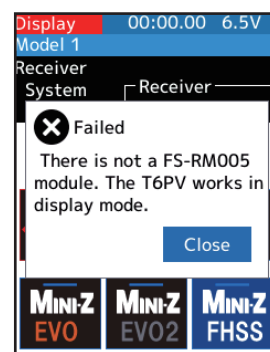 Display 00:00.00 6.5V
Model 1
Receiver
System Receiver
Failed
There is not a FS-RM005
module. The T6PV works in
display mode.
Close
MINI-Z MINI-Z MINI-Z
EVO EVO2 FHSS